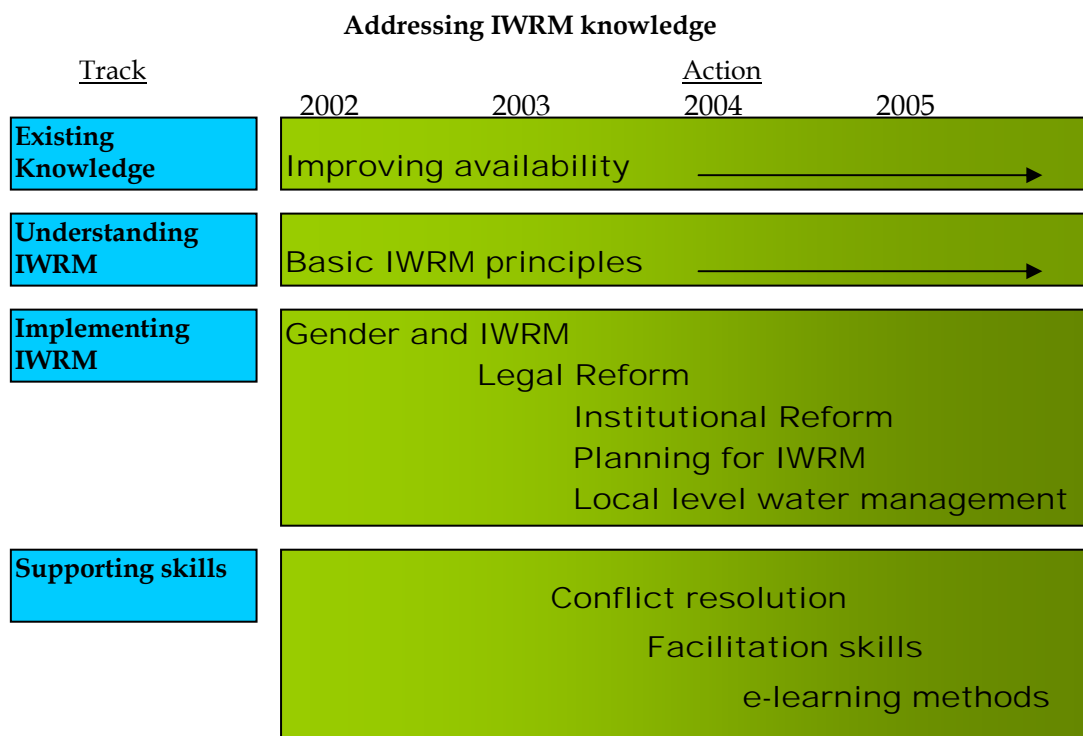 Addressing IWRM knowledge
Track
Action
2002 2003 2004 2005
Existing
Knowledge
Improving availability
Understanding
IWRM
Basic IWRM principles
Implementing
IWRM
Gender and IWRM
Legal Reform
Institutional Reform
Planning for IWRM
Local level water management
Supporting skills
Conflict resolution
Facilitation skills
e-learning methods